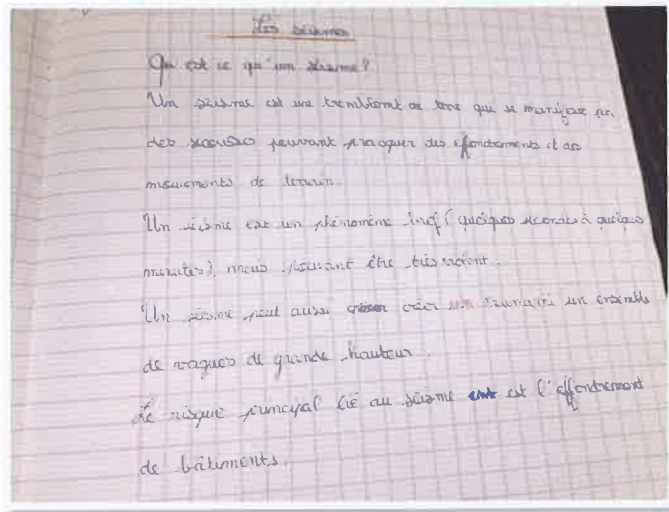 Les séismes
Qu'est ce qu'un séisme ?
Un séisme est un tremblement de terre qui se manifeste par
des secousses pouvant provoquer des effondrements et des
mouvements de terrain.
Un séisme est un phénomène bref (quelques secondes à quelques
minutes), mais pouvant être très violent.
Un séisme peut aussi créer un tsunami un ensemble
de vagues de grande hauteur.
Le risque principal lié au séisme est l'effondrement
de bâtiments.